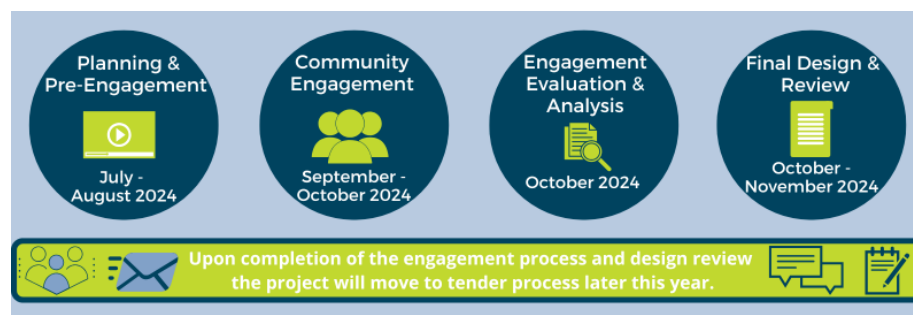 Planning &
Pre-Engagement
July -
August 2024
Community
Engagement
September -
October 2024
Engagement
Evaluation &
Analysis
October 2024
Final Design &
Review
October -
November 2024
Upon completion of the engagement process and design review
the project will move to tender process later this year.